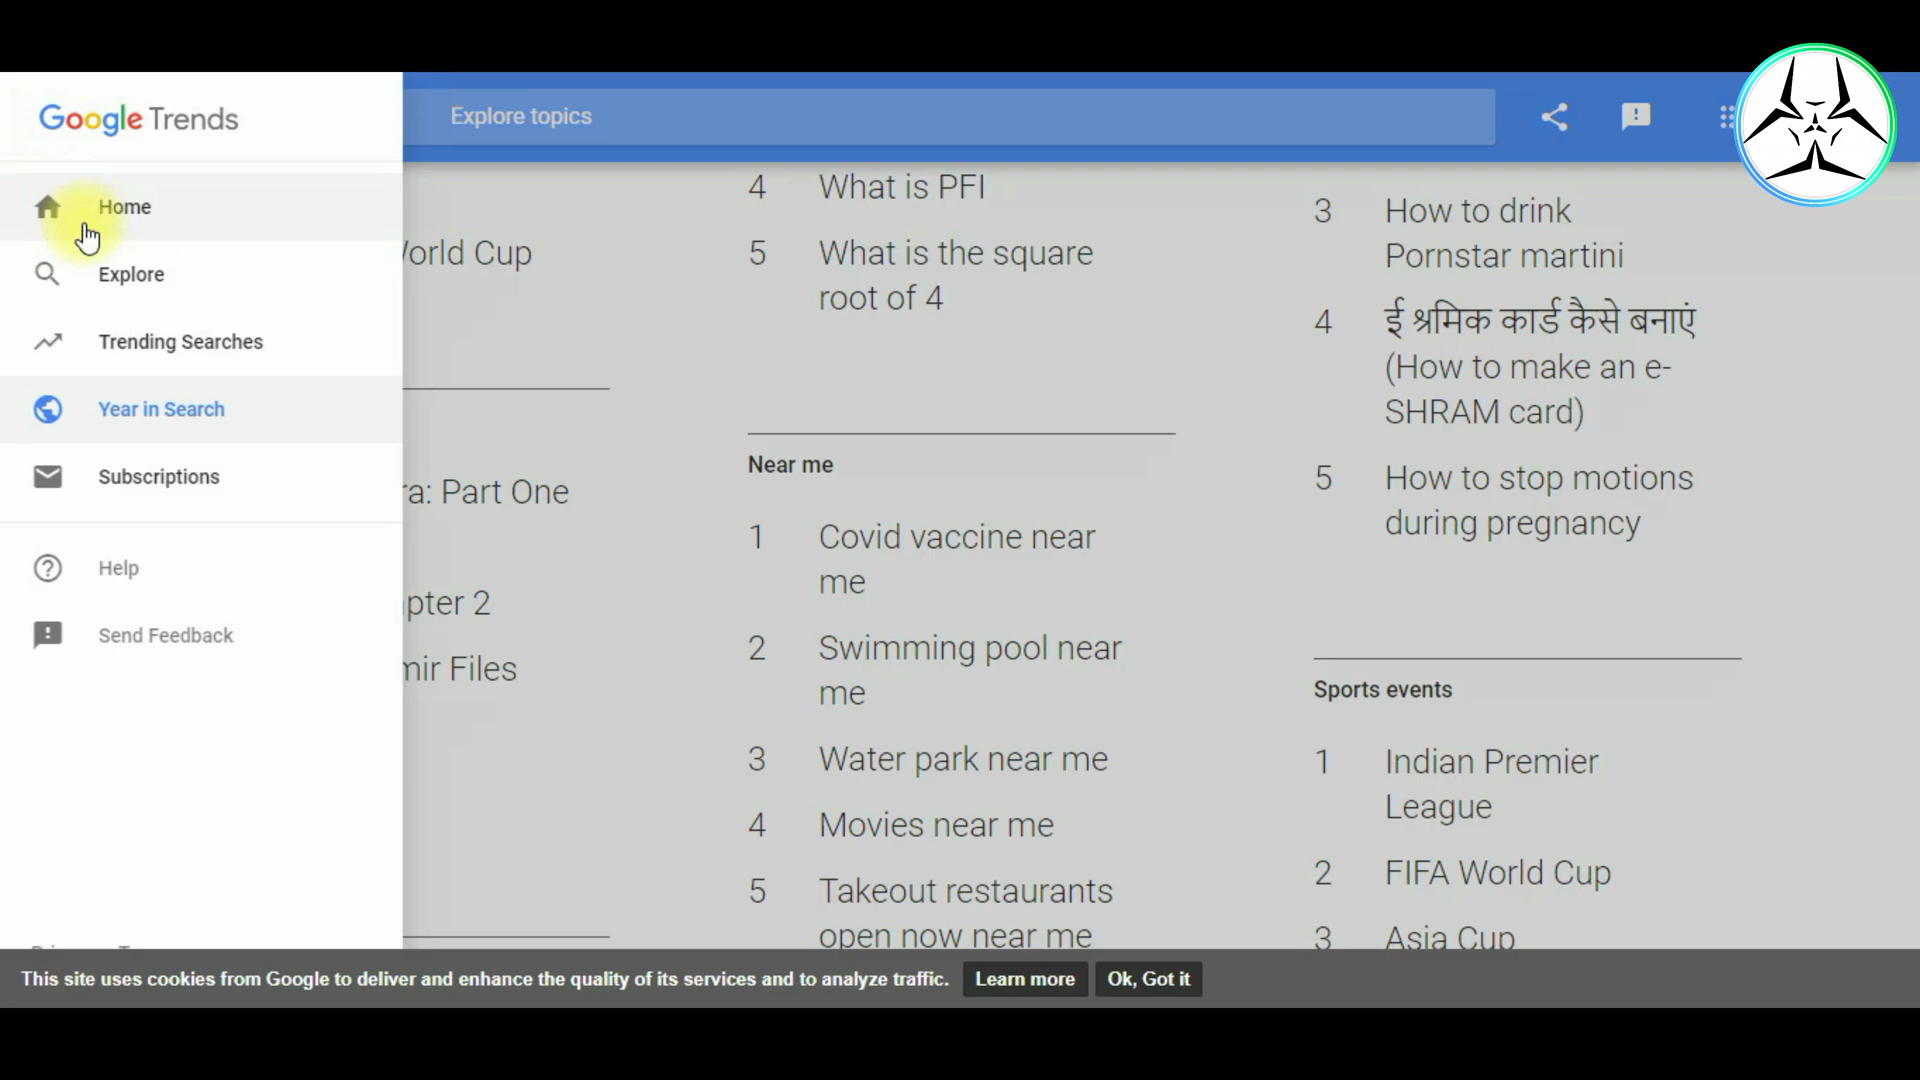 Google Trends
Home
Explore
Trending Searches
Year in Search
Subscriptions
Help
Send Feedback
Explore topics
World Cup
Part One
2
Files
4 What is PFI
5 What is the square
root of 4
Near me
1 Covid vaccine near
me
2 Swimming pool near
me
3 Water park near me
4 Movies near me
5 Takeout restaurants
open now near me
3 How to drink
Pornstar martini
4 ई श्रमिक कार्ड कैसे बनाएं
(How to make an e-
SHRAM card)
5 How to stop motions
during pregnancy
Sports events
1 Indian Premier
League
2 FIFA World Cup
3 Asia Cup
This site uses cookies from Google to deliver and enhance the quality of its services and to analyze traffic. Learn more Ok, Got it